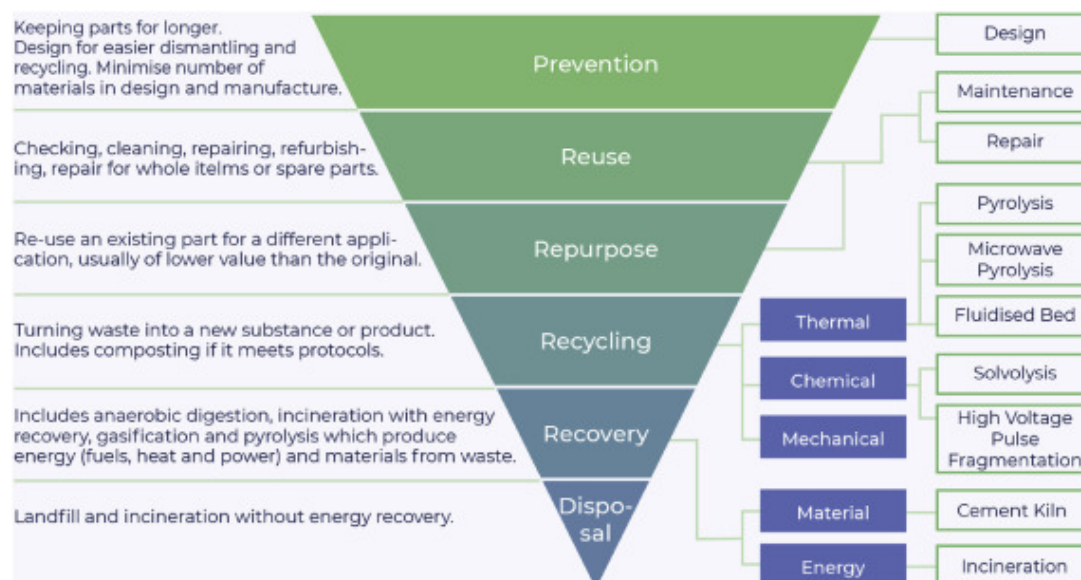 Keeping parts for longer.
Design for easier dismantling and
recycling. Minimise number of
materials in design and manufacture.
Prevention
Design
Maintenance
Checking, cleaning, repairing, refurbish-
ing, repair for whole itelms or spare parts.
Reuse
Repair
Re-use an existing part for a different appli-
cation, usually of lower value than the original.
Repurpose
Pyrolysis
Microwave
Pyrolysis
Turning waste into a new substance or product.
Includes composting if it meets protocols.
Recycling
Thermal
Fluidised Bed
Chemical
Solvolysis
Mechanical
High Voltage
Pulse
Fragmentation
Includes anaerobic digestion, incineration with energy
recovery, gasification and pyrolysis which produce
energy (fuels, heat and power) and materials from waste.
Recovery
Landfill and incineration without energy recovery.
Dispo-
sal
Material
Cement Kiln
Energy
Incineration